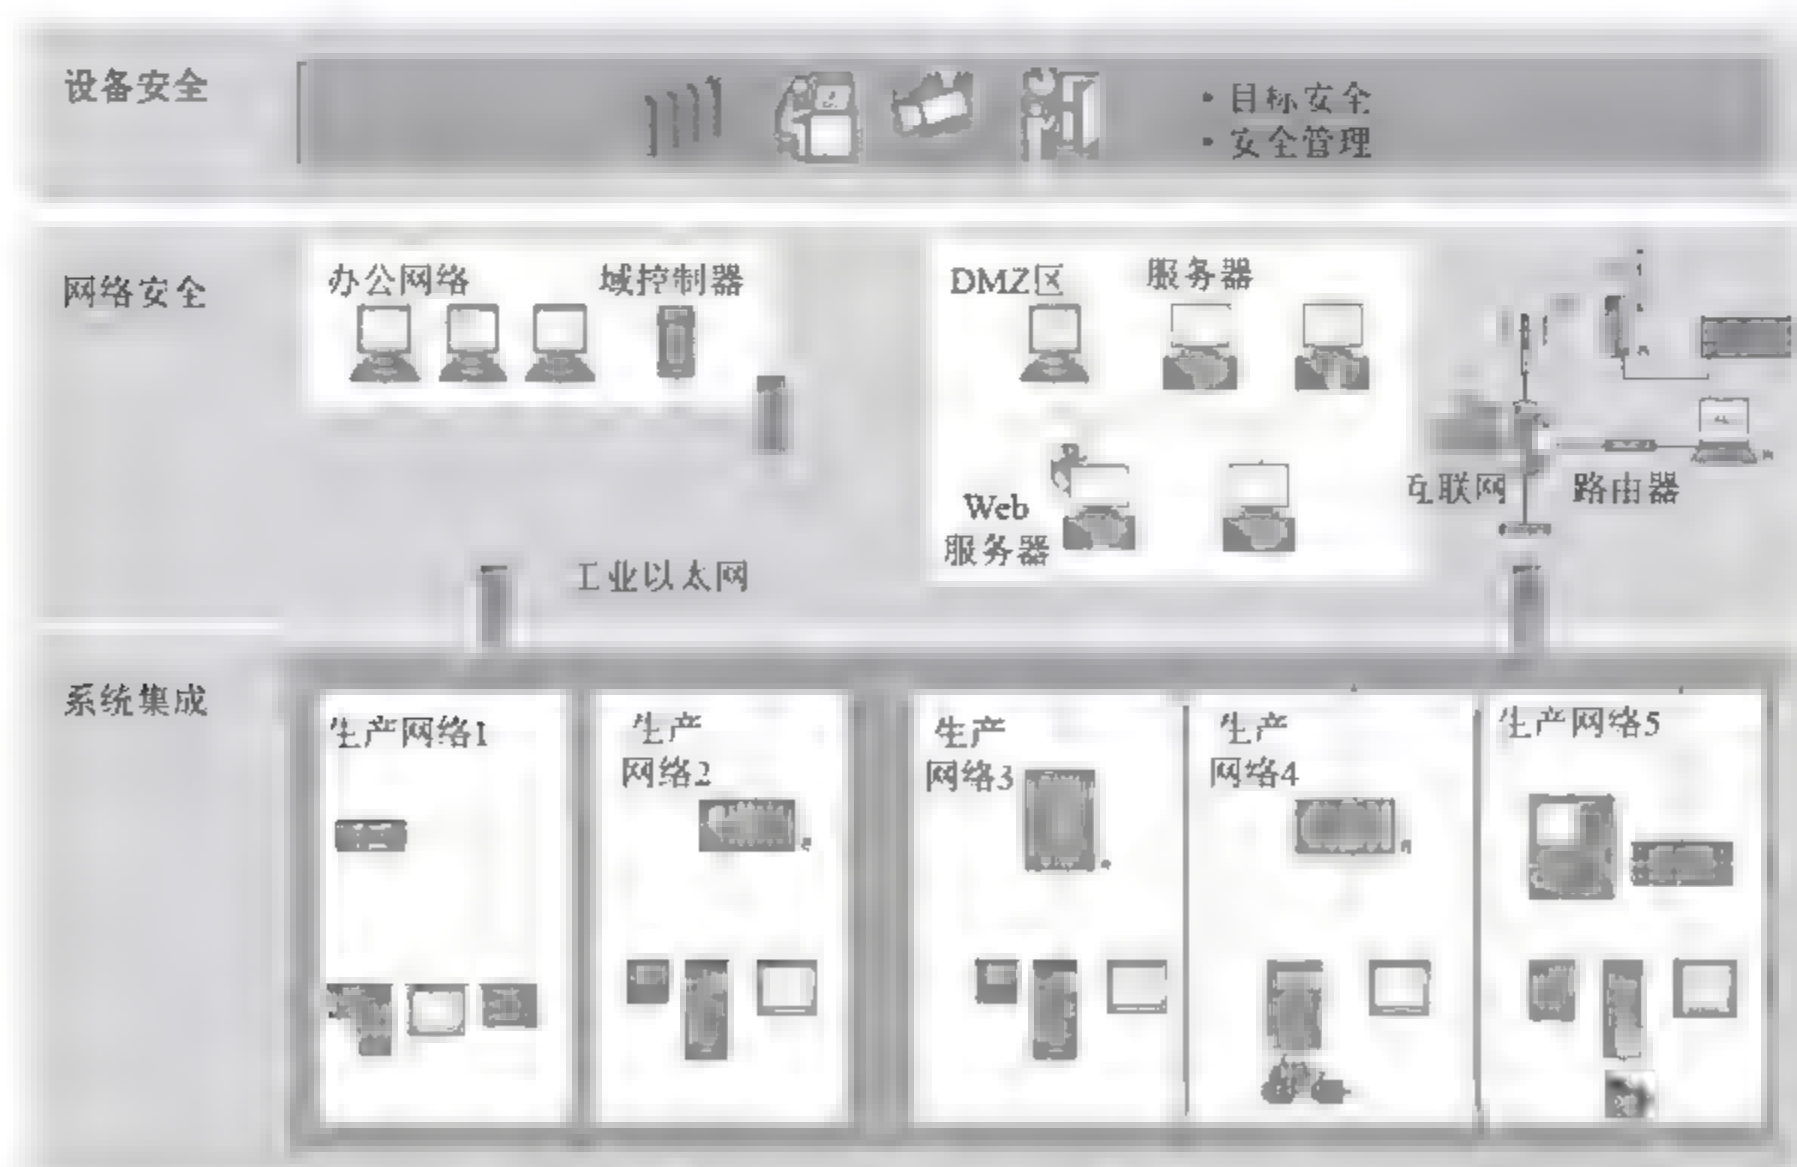 设备安全
• 目标安全
• 安全管理
网络安全
办公网络
域控制器
DMZ区
服务器
互联网
路由器
Web
服务器
工业以太网
系统集成
生产网络1
生产
网络2
生产
网络3
生产
网络4
生产网络5